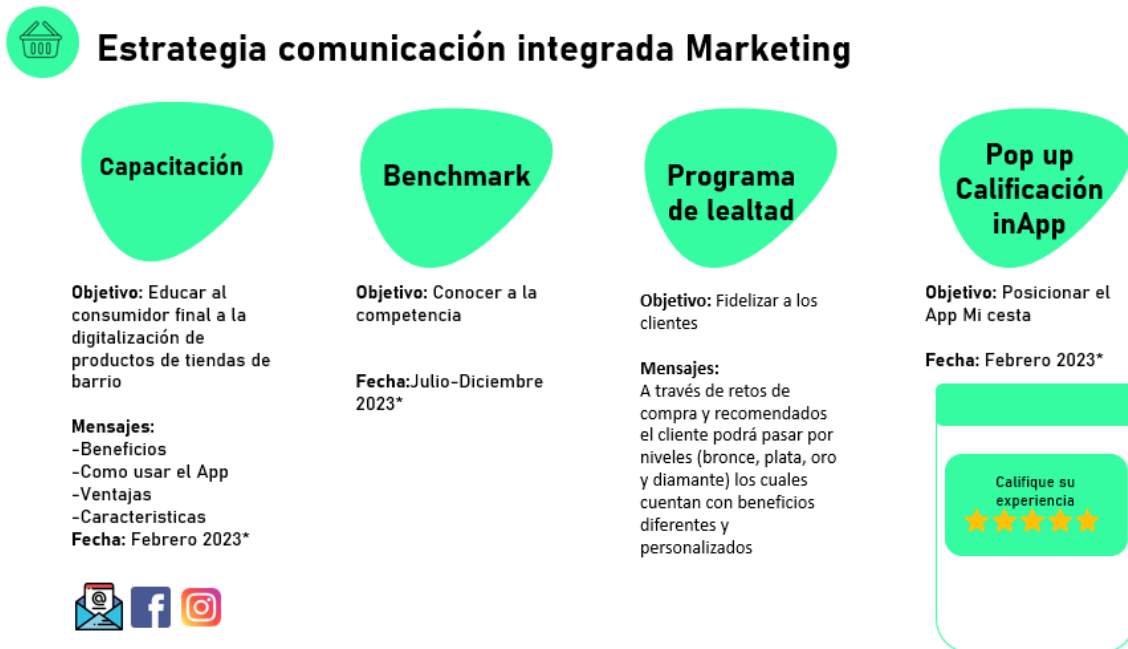 Estrategia comunicación integrada Marketing
Capacitación
Objetivo: Educar al
consumidor final a la
digitalización de
productos de tiendas de
barrio
Mensajes:
-Beneficios
-Como usar el App
-Ventajas
-Caracteristicas
Fecha: Febrero 2023*
Benchmark
Objetivo: Conocer a la
competencia
Fecha:Julio-Diciembre
2023*
Programa
de lealtad
Objetivo: Fidelizar a los
clientes
Mensajes:
A través de retos de
compra y recomendados
el cliente podrá pasar por
niveles (bronce, plata, oro
y diamante) los cuales
cuentan con beneficios
diferentes y
personalizados
Pop up
Calificación
inApp
Objetivo: Posicionar el
App Mi cesta
Fecha: Febrero 2023*
Califique su
experiencia